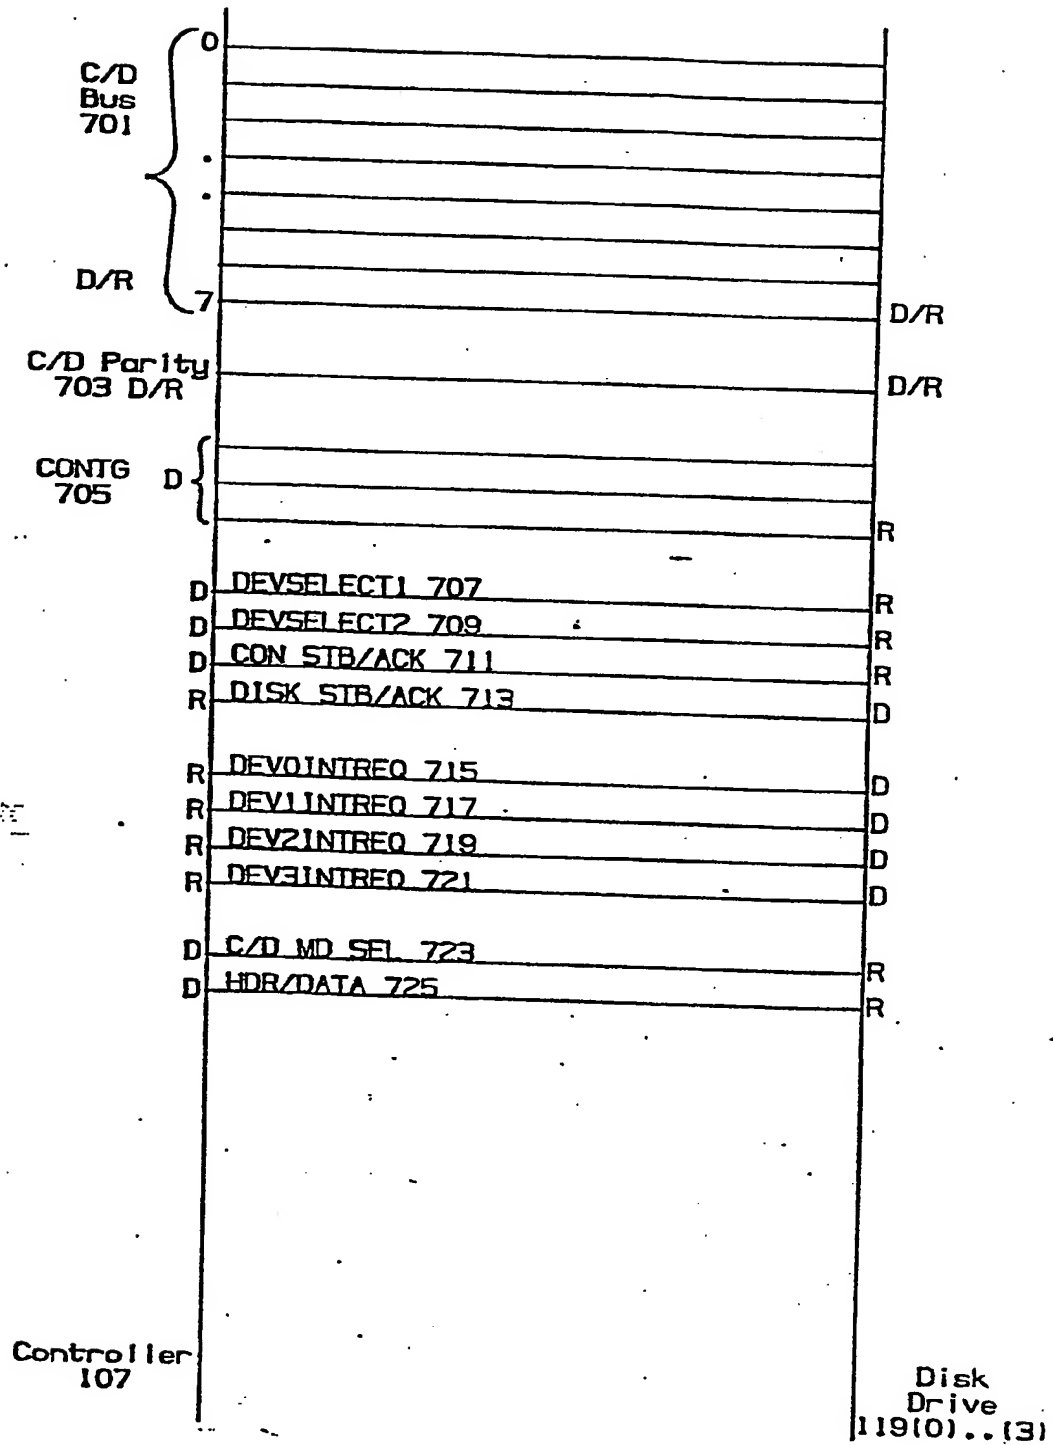 0
C/D
Bus
701
.
.
D/R
7
D/R
C/D Parity
703 D/R
D/R
CONTG
705
D
R
D DEVSELECT1 707 R
D DEVSELECT2 709 R
D CON STB/ACK 711 R
R DISK STB/ACK 713 D
R DEV0INTREQ 715 D
R DEV1INTREQ 717 D
R DEV2INTREQ 719 D
R DEV3INTREQ 721 D
D C/D MD SEL 723 R
D HDR/DATA 725 R
Controller
107
Disk
Drive
119(0)..(3)